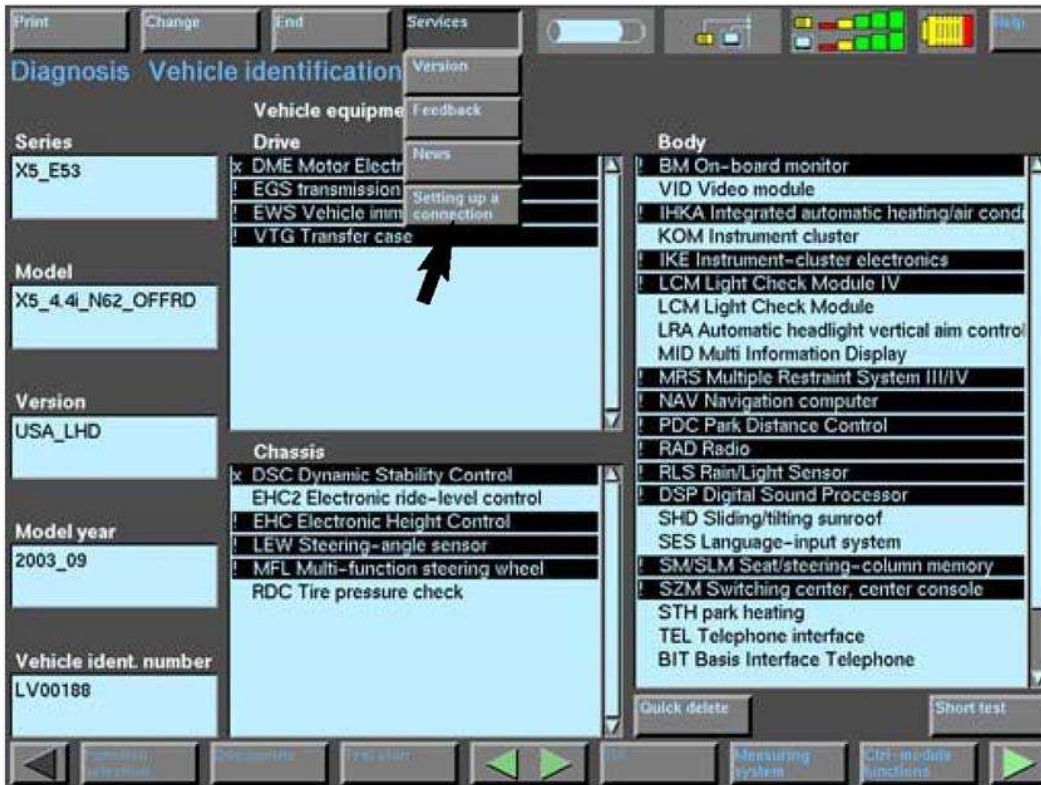 Print
Change
End
Services
Help
Diagnosis Vehicle identification
Version
Feedback
News
Setting up a
connection
Vehicle equipme
Series
X5_E53
Model
X5_4.4i_N62_OFFRD
Version
USA_LHD
Model year
2003_09
Vehicle ident. number
LV00188
Drive
x DME Motor Electr
! EGS transmission
! EWS Vehicle imm
! VTG Transfer case
Chassis
x DSC Dynamic Stability Control
EHC2 Electronic ride-level control
! EHC Electronic Height Control
! LEW Steering-angle sensor
! MFL Multi-function steering wheel
RDC Tire pressure check
Body
! BM On-board monitor
VID Video module
! IHKA Integrated automatic heating/air condi
KOM Instrument cluster
! IKE Instrument-cluster electronics
! LCM Light Check Module IV
LCM Light Check Module
LRA Automatic headlight vertical aim control
MID Multi Information Display
! MRS Multiple Restraint System III/IV
! NAV Navigation computer
! PDC Park Distance Control
! RAD Radio
! RLS Rain/Light Sensor
! DSP Digital Sound Processor
SHD Sliding/tilting sunroof
SES Language-input system
! SM/SLM Seat/steering-column memory
! SZM Switching center, center console
STH park heating
TEL Telephone interface
BIT Basis Interface Telephone
Quick delete
Short test
Function
selection
Documents
Test plan
Measuring
system
Ctrl-module
functions